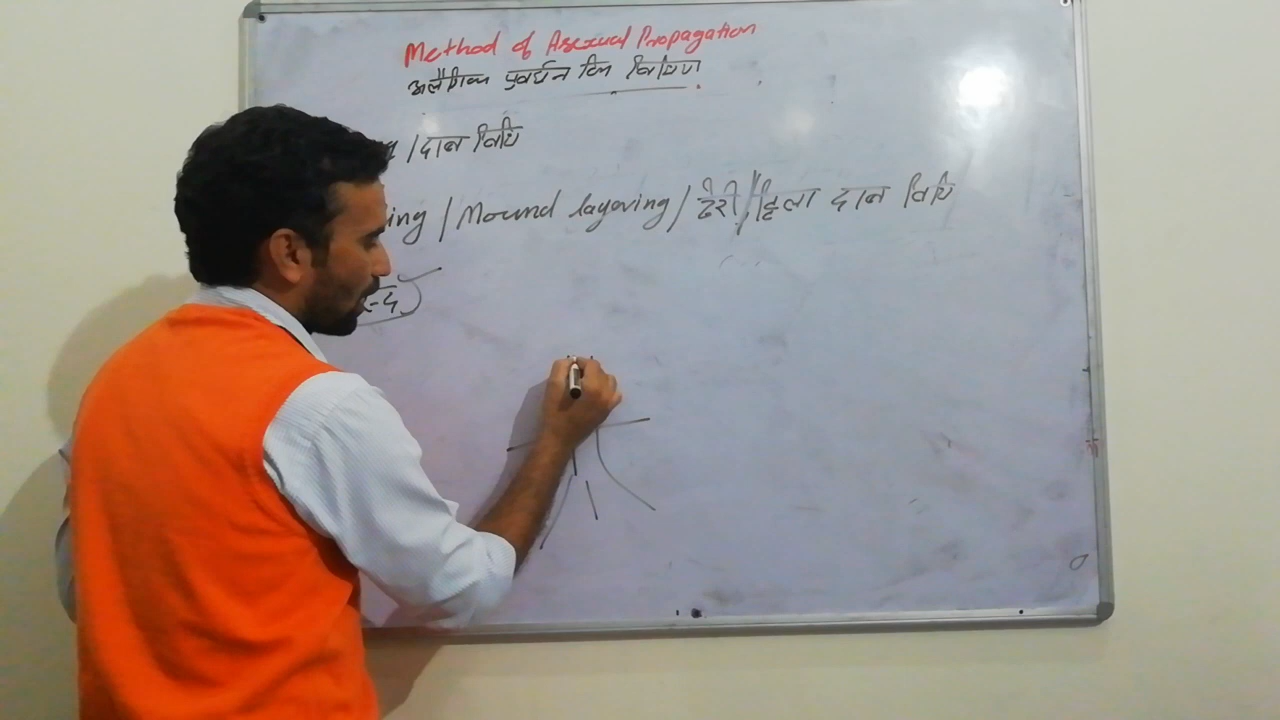 Method of Asexual Propagation
अलैंगिक प्रवर्धन कि विधियां
/दाब विधि
ing / Mound layering / ढेरी / टिला दाब विधि